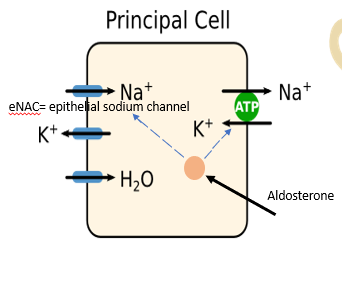 Principal Cell
Na⁺
Na⁺
eNAC= epithelial sodium channel
ATP
K⁺
K⁺
H₂O
Aldosterone